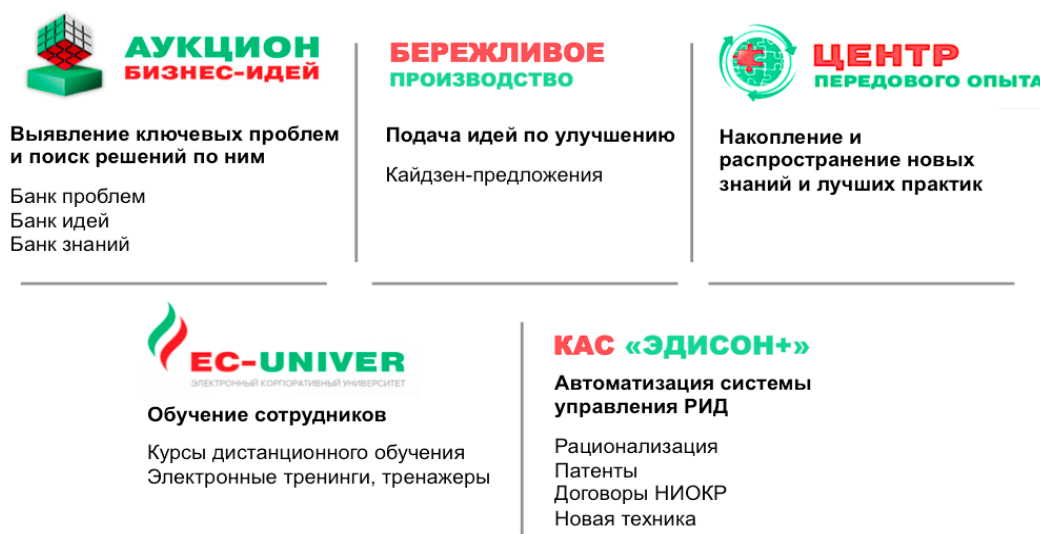 АУКЦИОН
БИЗНЕС-ИДЕЙ
Выявление ключевых проблем
и поиск решений по ним
Банк проблем
Банк идей
Банк знаний
БЕРЕЖЛИВОЕ
ПРОИЗВОДСТВО
Подача идей по улучшению
Кайдзен-предложения
ЦЕНТР
ПЕРЕДОВОГО ОПЫТА
Накопление и
распространение новых
знаний и лучших практик
EC-UNIVER
ЭЛЕКТРОННЫЙ КОРПОРАТИВНЫЙ УНИВЕРСИТЕТ
Обучение сотрудников
Курсы дистанционного обучения
Электронные тренинги, тренажеры
КАС «ЭДИСОН+»
Автоматизация системы
управления РИД
Рационализация
Патенты
Договоры НИОКР
Новая техника